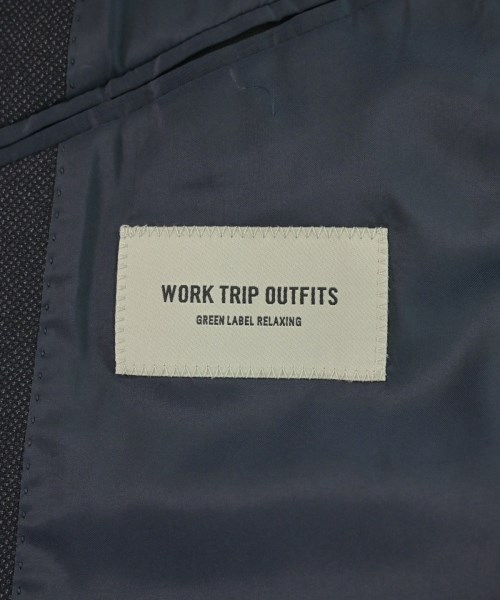 WORK TRIP OUTFITS
GREEN LABEL RELAXING